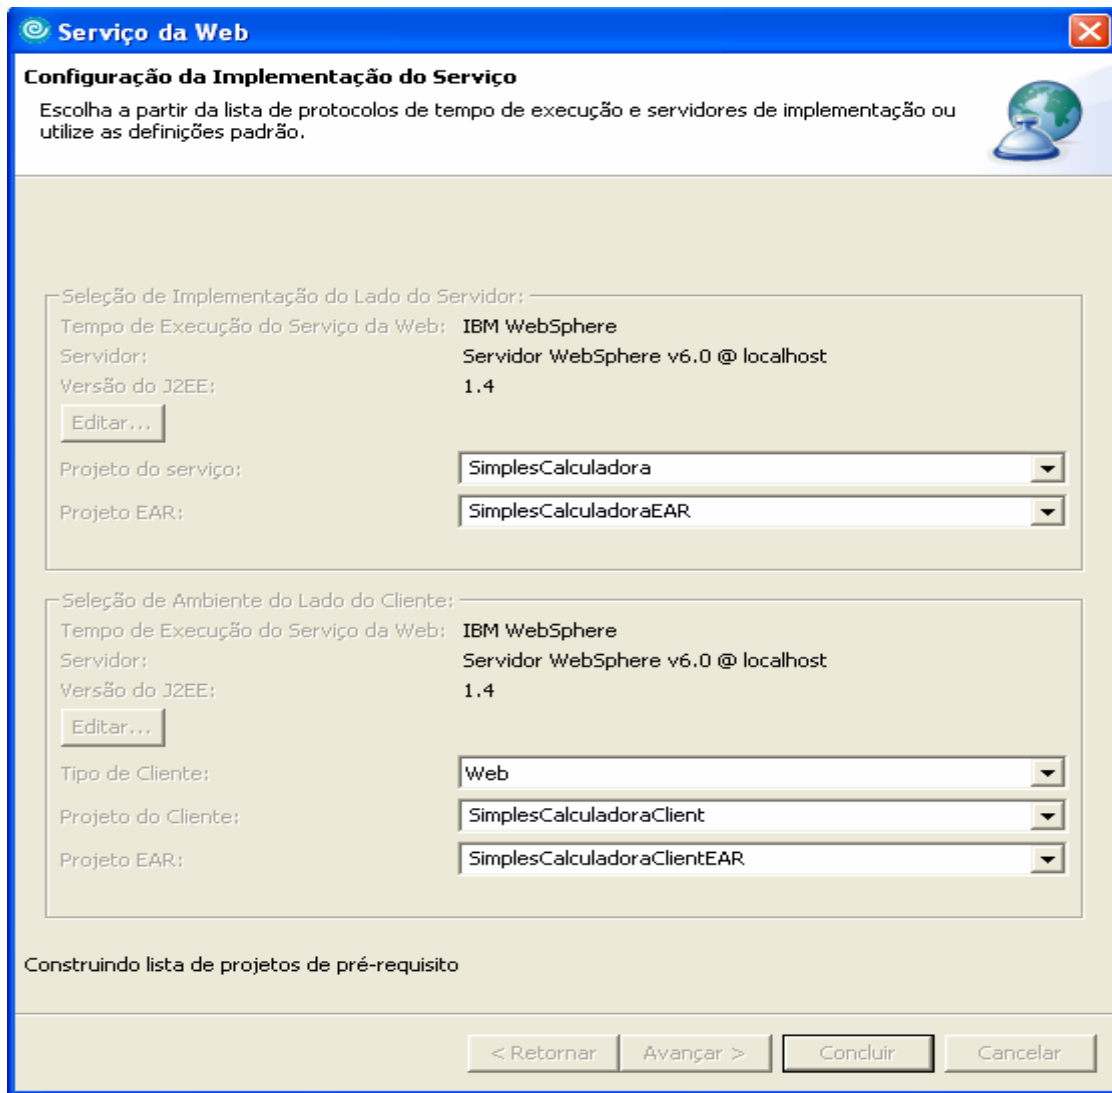 Serviço da Web
Configuração da Implementação do Serviço
Escolha a partir da lista de protocolos de tempo de execução e servidores de implementação ou
utilize as definições padrão.
Seleção de Implementação do Lado do Servidor:
Tempo de Execução do Serviço da Web: IBM WebSphere
Servidor: Servidor WebSphere v6.0 @ localhost
Versão do J2EE: 1.4
Editar...
Projeto do serviço: SimplesCalculadora
Projeto EAR: SimplesCalculadoraEAR
Seleção de Ambiente do Lado do Cliente:
Tempo de Execução do Serviço da Web: IBM WebSphere
Servidor: Servidor WebSphere v6.0 @ localhost
Versão do J2EE: 1.4
Editar...
Tipo de Cliente: Web
Projeto do Cliente: SimplesCalculadoraClient
Projeto EAR: SimplesCalculadoraClientEAR
Construindo lista de projetos de pré-requisito
< Retornar Avançar > Concluir Cancelar